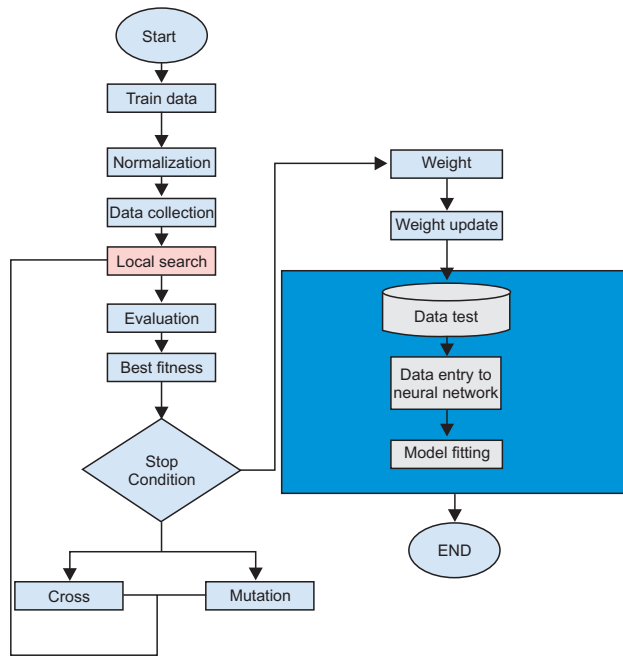 Start
Train data
Normalization
Data collection
Local search
Evaluation
Best fitness
Stop
Condition
Cross
Mutation
Weight
Weight update
Data test
Data entry to
neural network
Model fitting
END